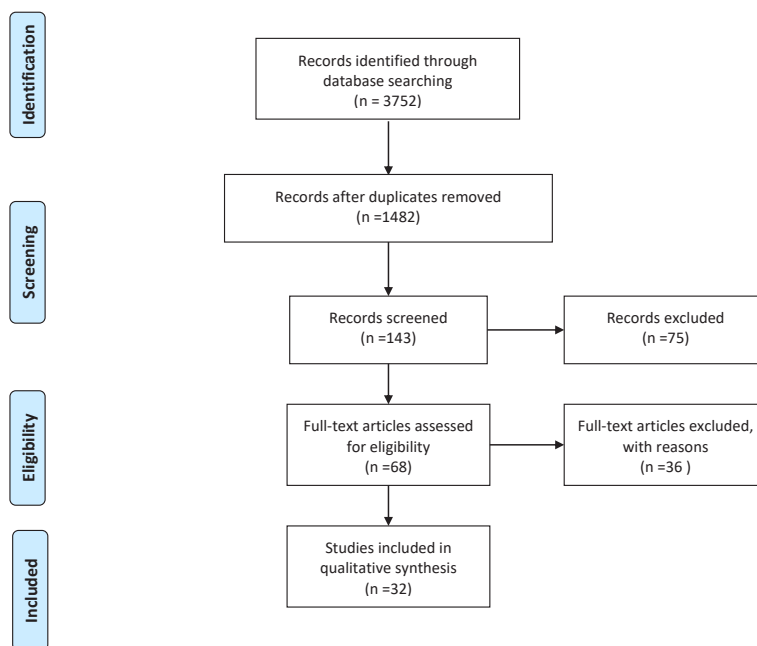 Identification
Records identified through
database searching
(n = 3752)
Records after duplicates removed
(n =1482)
Screening
Records screened
(n =143)
Records excluded
(n =75)
Eligibility
Full-text articles assessed
for eligibility
(n =68)
Full-text articles excluded,
with reasons
(n =36 )
Included
Studies included in
qualitative synthesis
(n =32)